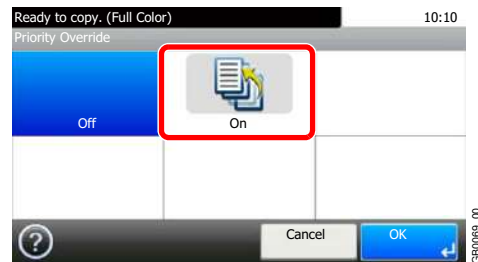 Ready to copy. (Full Color) 10:10
Priority Override
Off On
? Cancel OK
GB0069_00